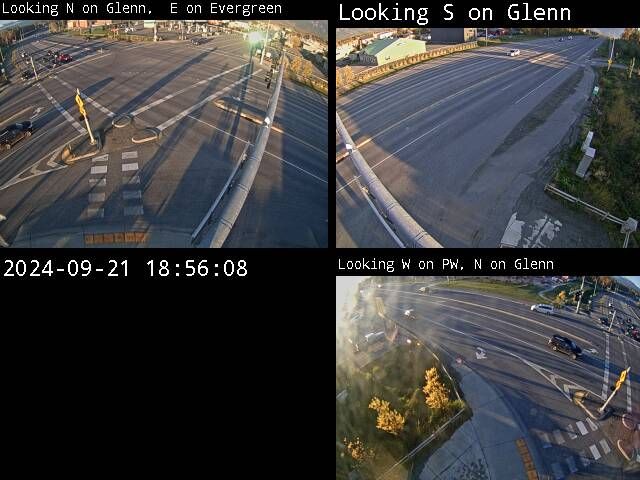 Looking N on Glenn,  E on Evergreen
Looking S on Glenn
2024-09-21 18:56:08
Looking W on PW, N on Glenn